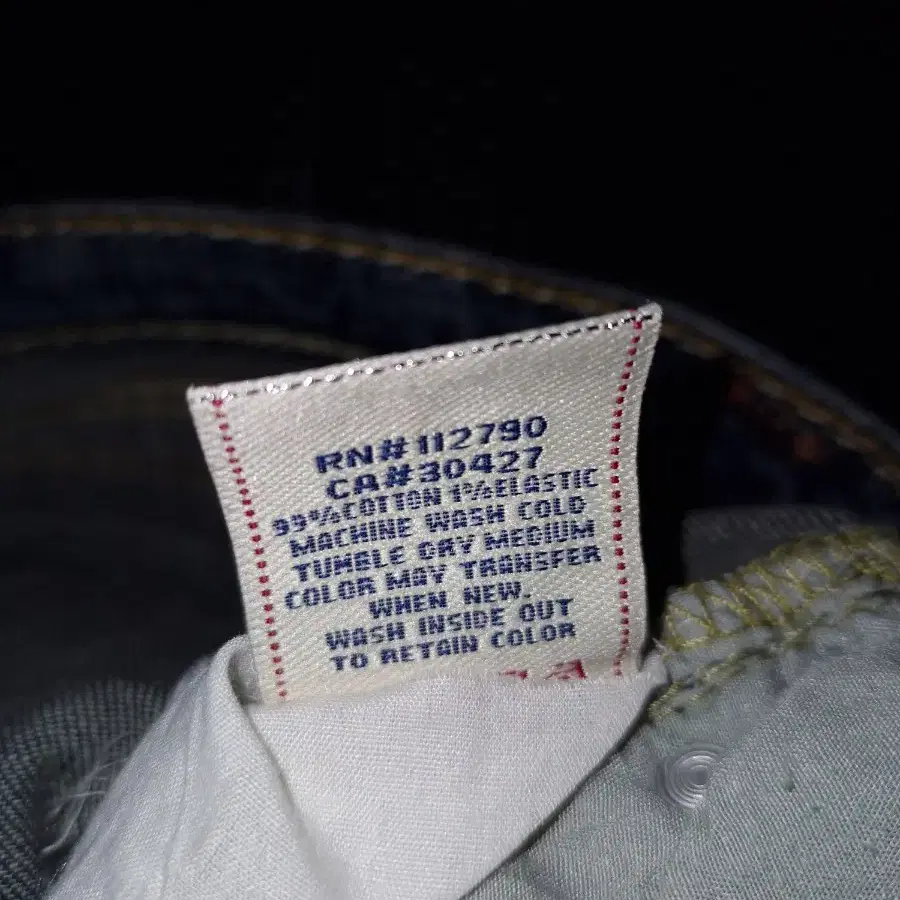 RN#112790
CA#30427
99%COTTON 1%ELASTIC
MACHINE WASH COLD
TUMBLE DRY MEDIUM
COLOR MAY TRANSFER
WHEN NEW.
WASH INSIDE OUT
TO RETAIN COLOR